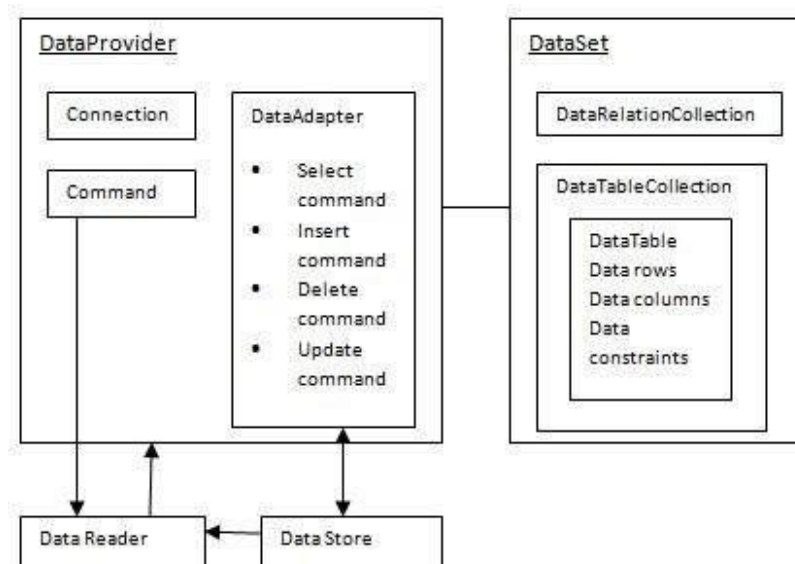 DataProvider
Connection
Command
DataAdapter
• Select
command
• Insert
command
• Delete
command
• Update
command
DataSet
DataRelationCollection
DataTableCollection
DataTable
Data rows
Data columns
Data
constraints
Data Reader
Data Store